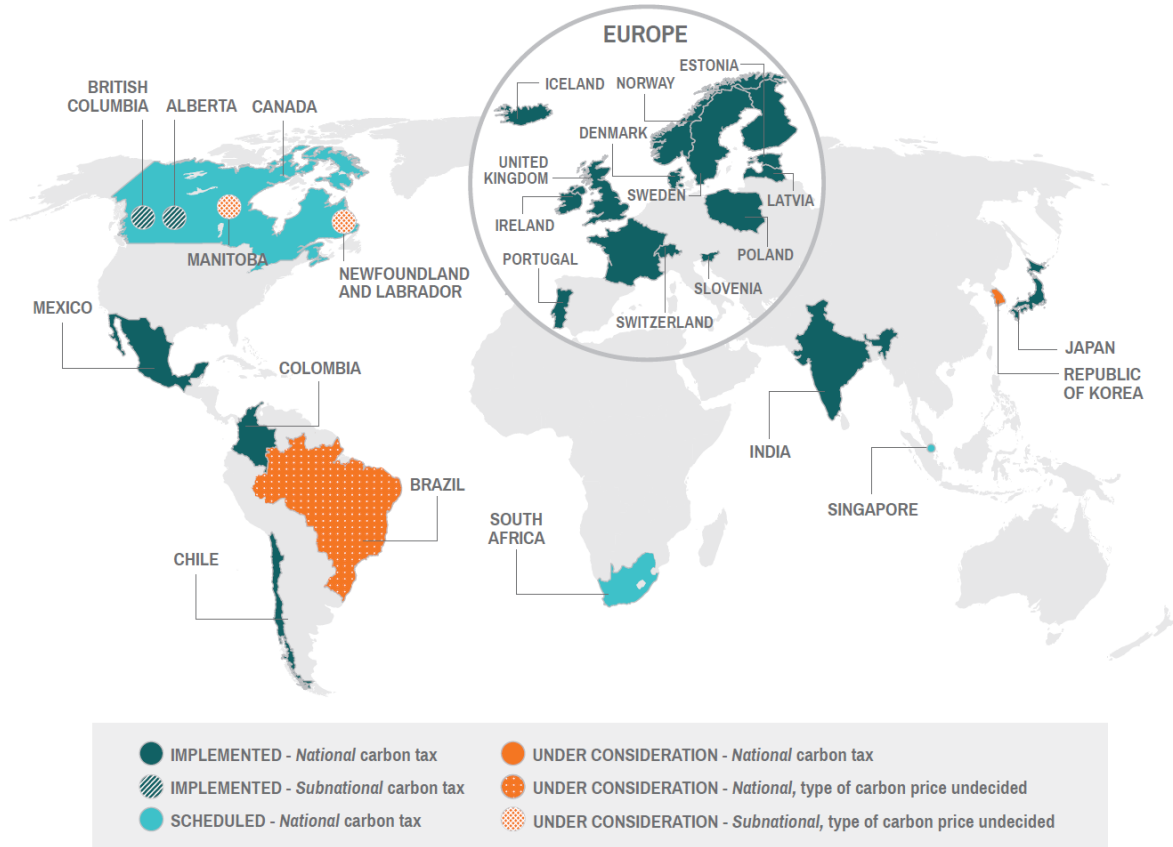 EUROPE
ESTONIA
ICELAND
NORWAY
BRITISH
COLUMBIA
ALBERTA
CANADA
DENMARK
UNITED
KINGDOM
SWEDEN
LATVIA
IRELAND
MANITOBA
NEWFOUNDLAND
AND LABRADOR
PORTUGAL
POLAND
SLOVENIA
SWITZERLAND
MEXICO
JAPAN
REPUBLIC
OF KOREA
COLOMBIA
INDIA
BRAZIL
SINGAPORE
SOUTH
AFRICA
CHILE
IMPLEMENTED - National carbon tax
IMPLEMENTED - Subnational carbon tax
SCHEDULED - National carbon tax
UNDER CONSIDERATION - National carbon tax
UNDER CONSIDERATION - National, type of carbon price undecided
UNDER CONSIDERATION - Subnational, type of carbon price undecided